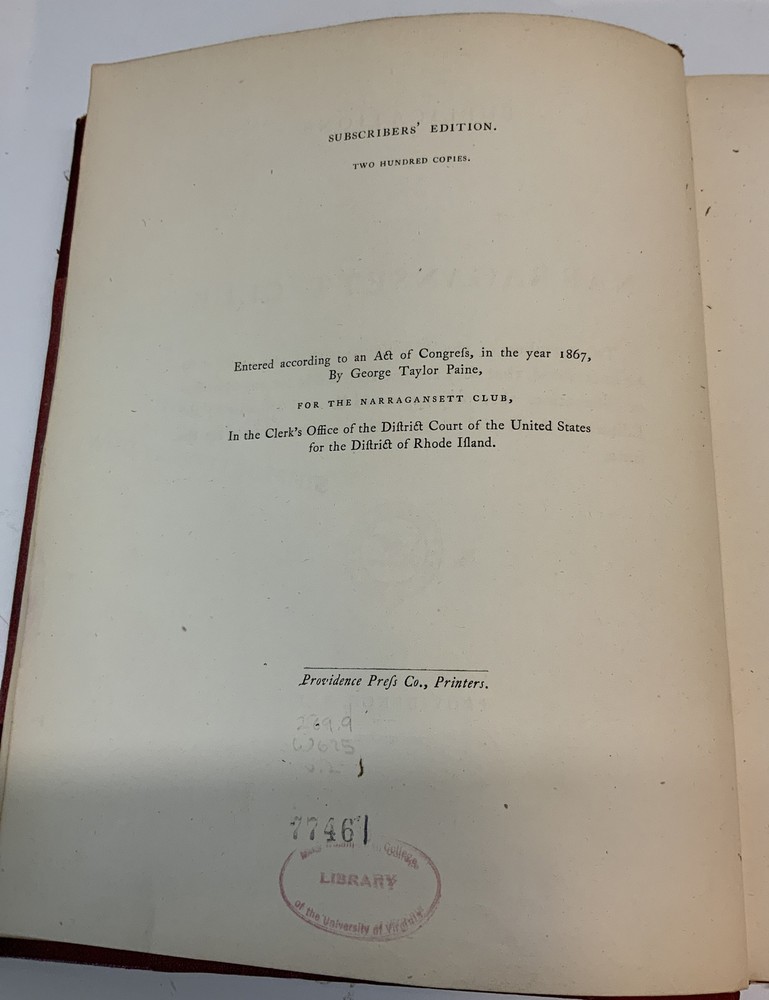 SUBSCRIBERS' EDITION.
TWO HUNDRED COPIES.
Entered according to an Act of Congreſs, in the year 1867,
By George Taylor Paine,
FOR THE NARRAGANSETT CLUB,
In the Clerk's Office of the Diſtrict Court of the United States
for the Diſtrict of Rhode Iſland.
Providence Preſs Co., Printers.
W675
77461
College
LIBRARY
of the University of Virginia